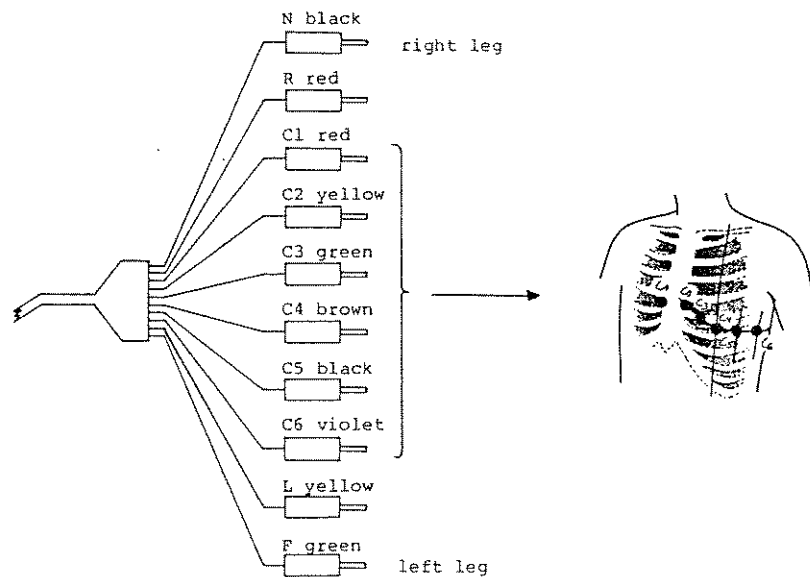 N black
right leg
R red
C1 red
C2 yellow
C3 green
C4 brown
C5 black
C6 violet
L yellow
F green
left leg